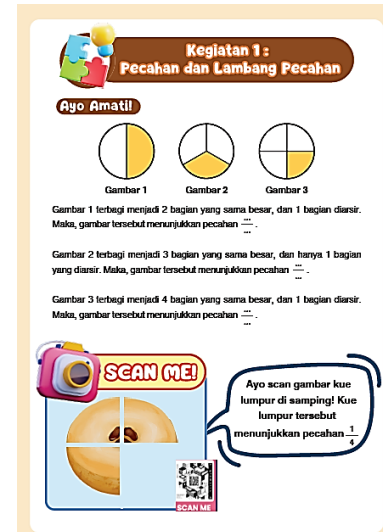 Kegiatan 1 :
Pecahan dan Lambang Pecahan
Ayo Amati!
Gambar 1 Gambar 2 Gambar 3
Gambar 1 terbagi menjadi 2 bagian yang sama besar, dan 1 bagian diarsir.
Maka, gambar tersebut menunjukkan pecahan .../... .
Gambar 2 terbagi menjadi 3 bagian yang sama besar, dan hanya 1 bagian
yang diarsir. Maka, gambar tersebut menunjukkan pecahan .../... .
Gambar 3 terbagi menjadi 4 bagian yang sama besar, dan 1 bagian diarsir.
Maka, gambar tersebut menunjukkan pecahan .../... .
SCAN ME!
Ayo scan gambar kue
lumpur di samping! Kue
lumpur tersebut
menunjukkan pecahan 1/4
SCAN ME